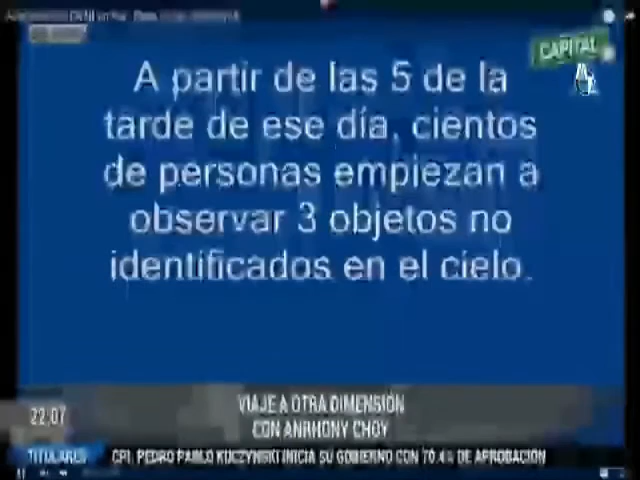 CAPITAL
A partir de las 5 de la
tarde de ese día, cientos
de personas empiezan a
observar 3 objetos no
identificados en el cielo.
VIAJE A OTRA DIMENSIÓN
22:07
CON ANRHONY CHOY
TITULARES CPI: PEDRO PABLO KUCZYNSKI INICIA SU GOBIERNO CON 70.4% DE APROBACIÓN